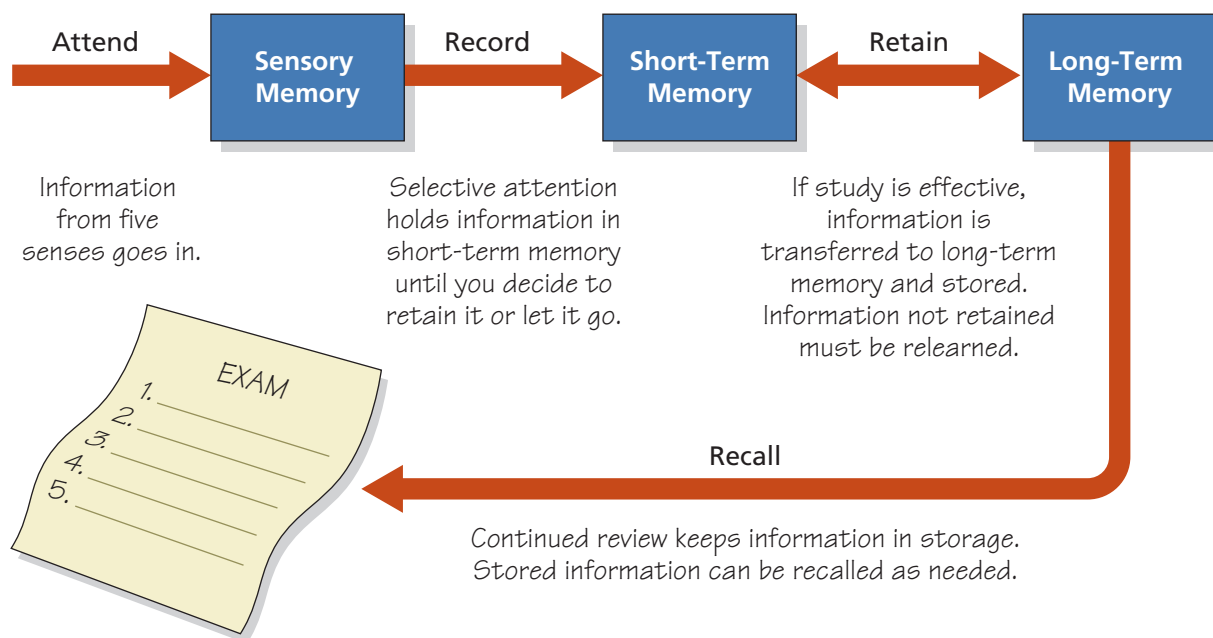 Attend
Sensory
Memory
Record
Short-Term
Memory
Retain
Long-Term
Memory
Information
from five
senses goes in.
Selective attention
holds information in
short-term memory
until you decide to
retain it or let it go.
If study is effective,
information is
transferred to long-term
memory and stored.
Information not retained
must be relearned.
EXAM
1.
2.
3.
4.
5.
Recall
Continued review keeps information in storage.
Stored information can be recalled as needed.